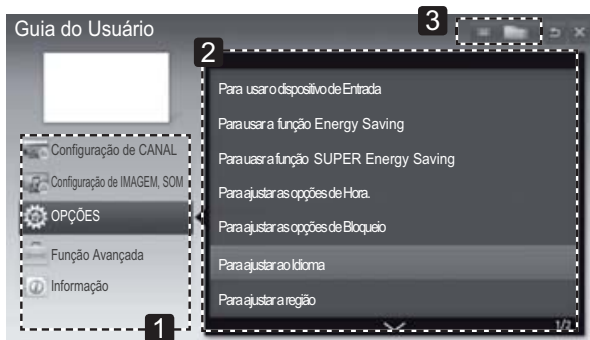 Guia do Usuário
3
2
Configuração de CANAL
Configuração de IMAGEM, SOM
OPÇÕES
Função Avançada
Informação
1
Para usar o dispositivo de Entrada
Para usar a função Energy Saving
Para uasr a função SUPER Energy Saving
Para ajustar as opções de Hora.
Para ajustar as opções de Bloqueio
Para ajustar ao Idioma
Para ajustar a região
1/2